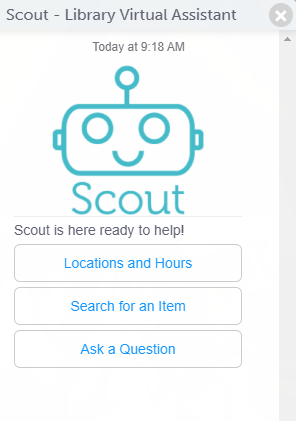 Scout - Library Virtual Assistant
Today at 9:18 AM
Scout
Scout is here ready to help!
Locations and Hours
Search for an Item
Ask a Question